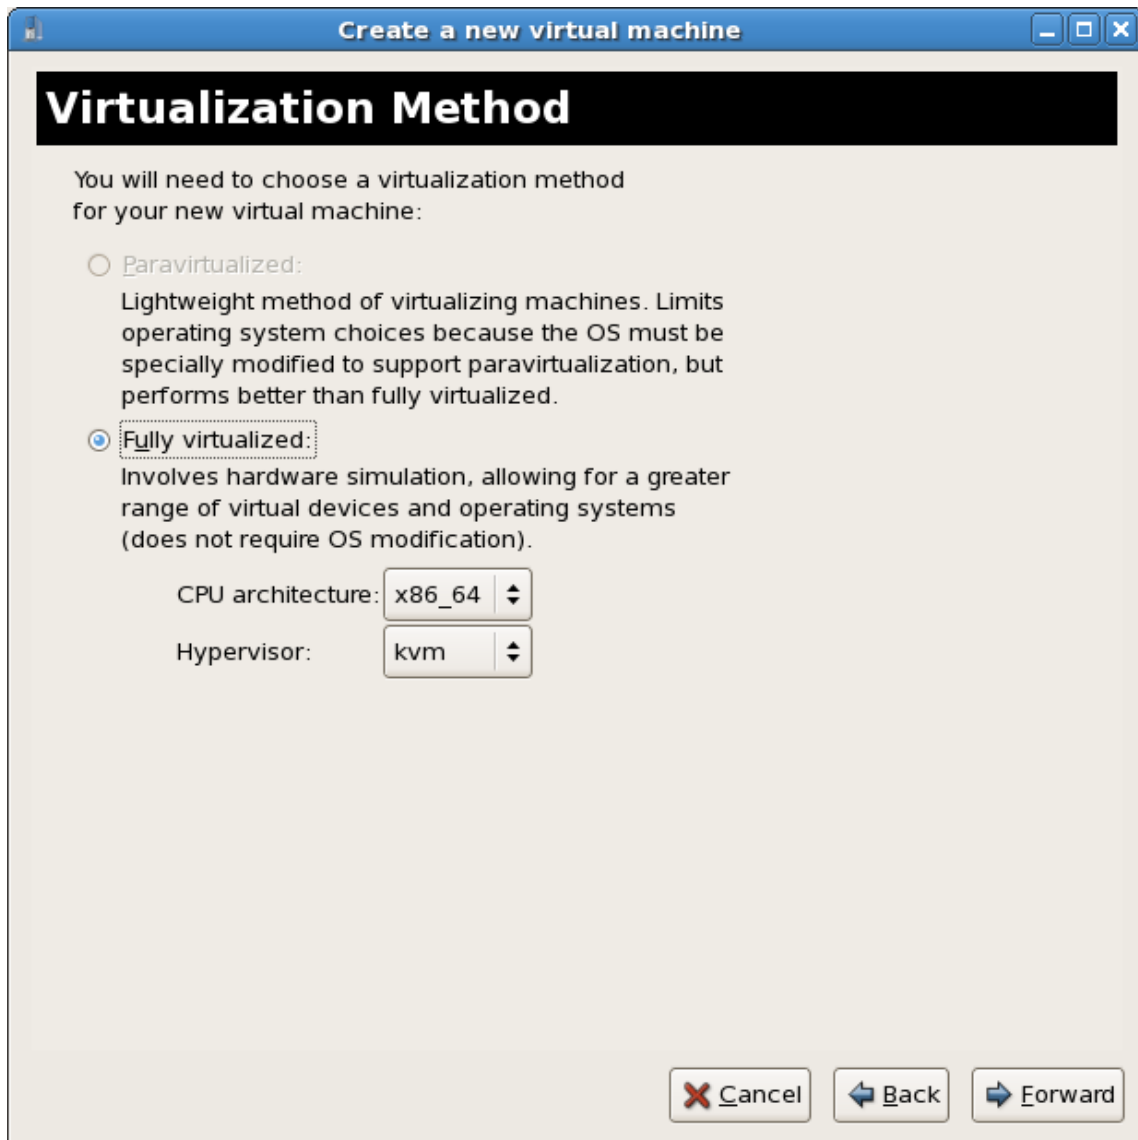 Create a new virtual machine
Virtualization Method
You will need to choose a virtualization method
for your new virtual machine:
Paravirtualized:
Lightweight method of virtualizing machines. Limits
operating system choices because the OS must be
specially modified to support paravirtualization, but
performs better than fully virtualized.
Fully virtualized:
Involves hardware simulation, allowing for a greater
range of virtual devices and operating systems
(does not require OS modification).
CPU architecture: x86_64
Hypervisor: kvm
Cancel Back Forward